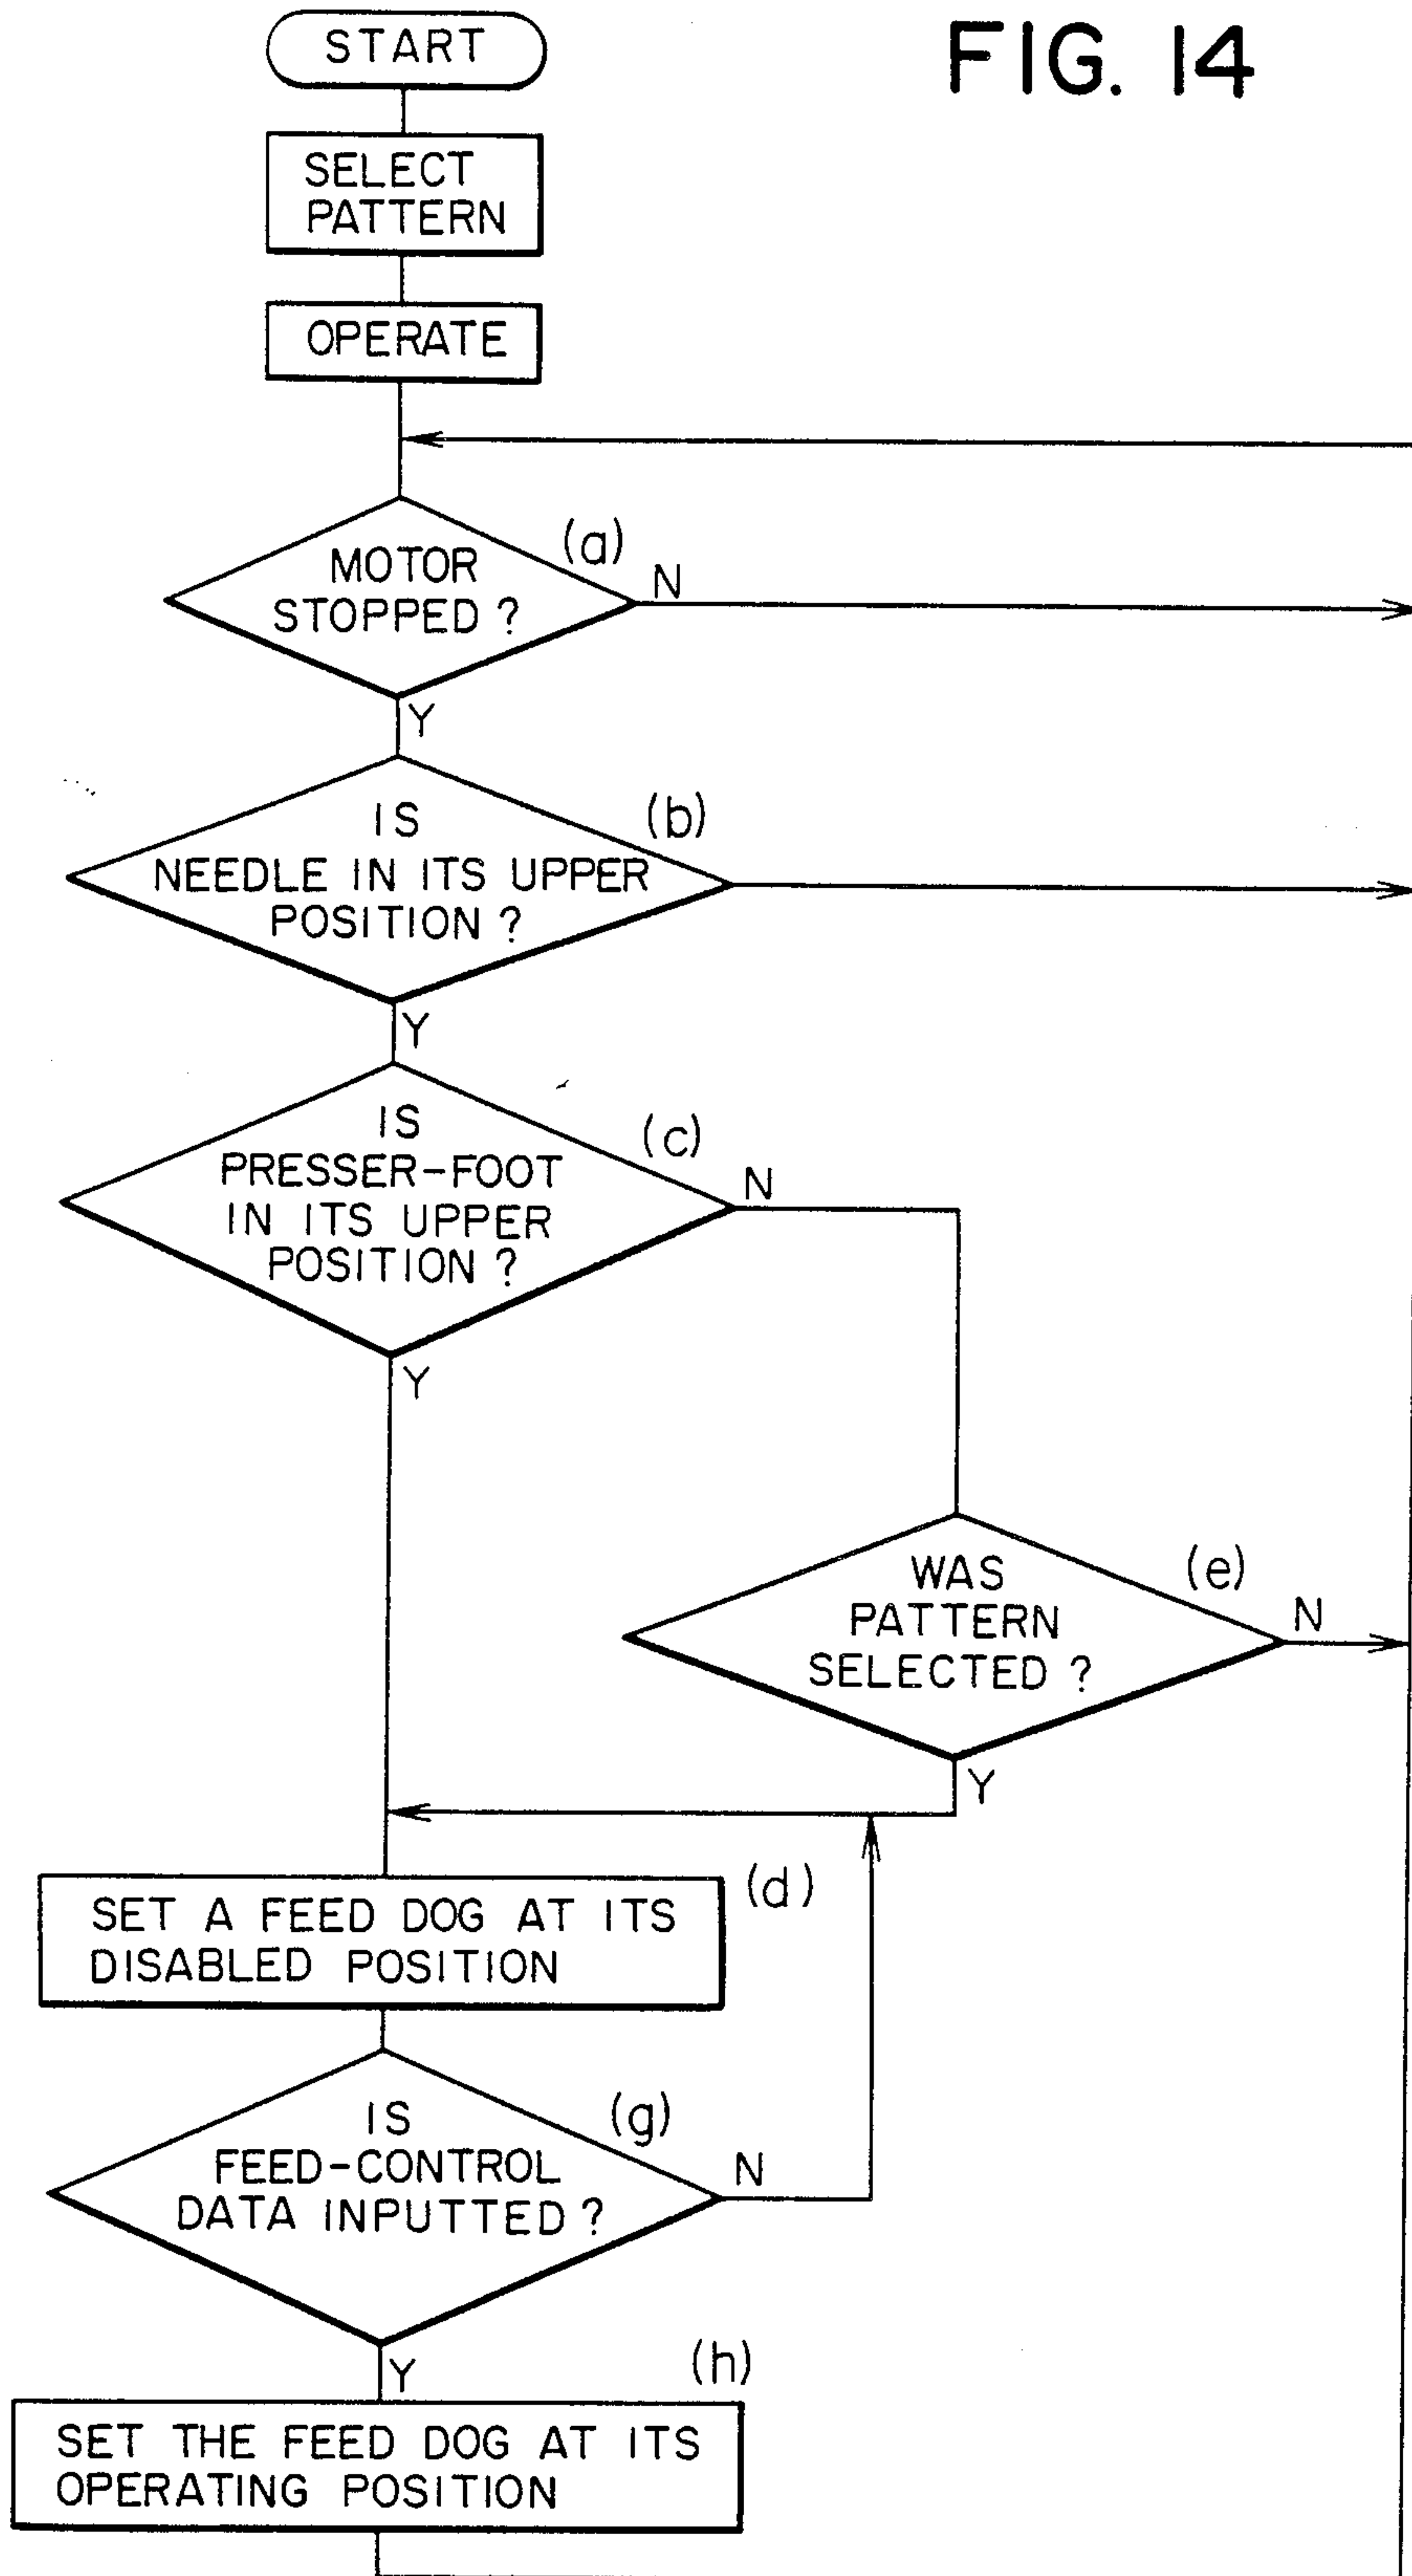 FIG. 14
START
SELECT
PATTERN
OPERATE
(a)
MOTOR
STOPPED ?
N
Y
(b)
IS
NEEDLE IN ITS UPPER
POSITION ?
Y
(c)
IS
PRESSER-FOOT
IN ITS UPPER
POSITION ?
N
Y
(e)
WAS
PATTERN
SELECTED ?
N
Y
(d)
SET A FEED DOG AT ITS
DISABLED POSITION
(g)
IS
FEED-CONTROL
DATA INPUTTED ?
N
Y
(h)
SET THE FEED DOG AT ITS
OPERATING POSITION